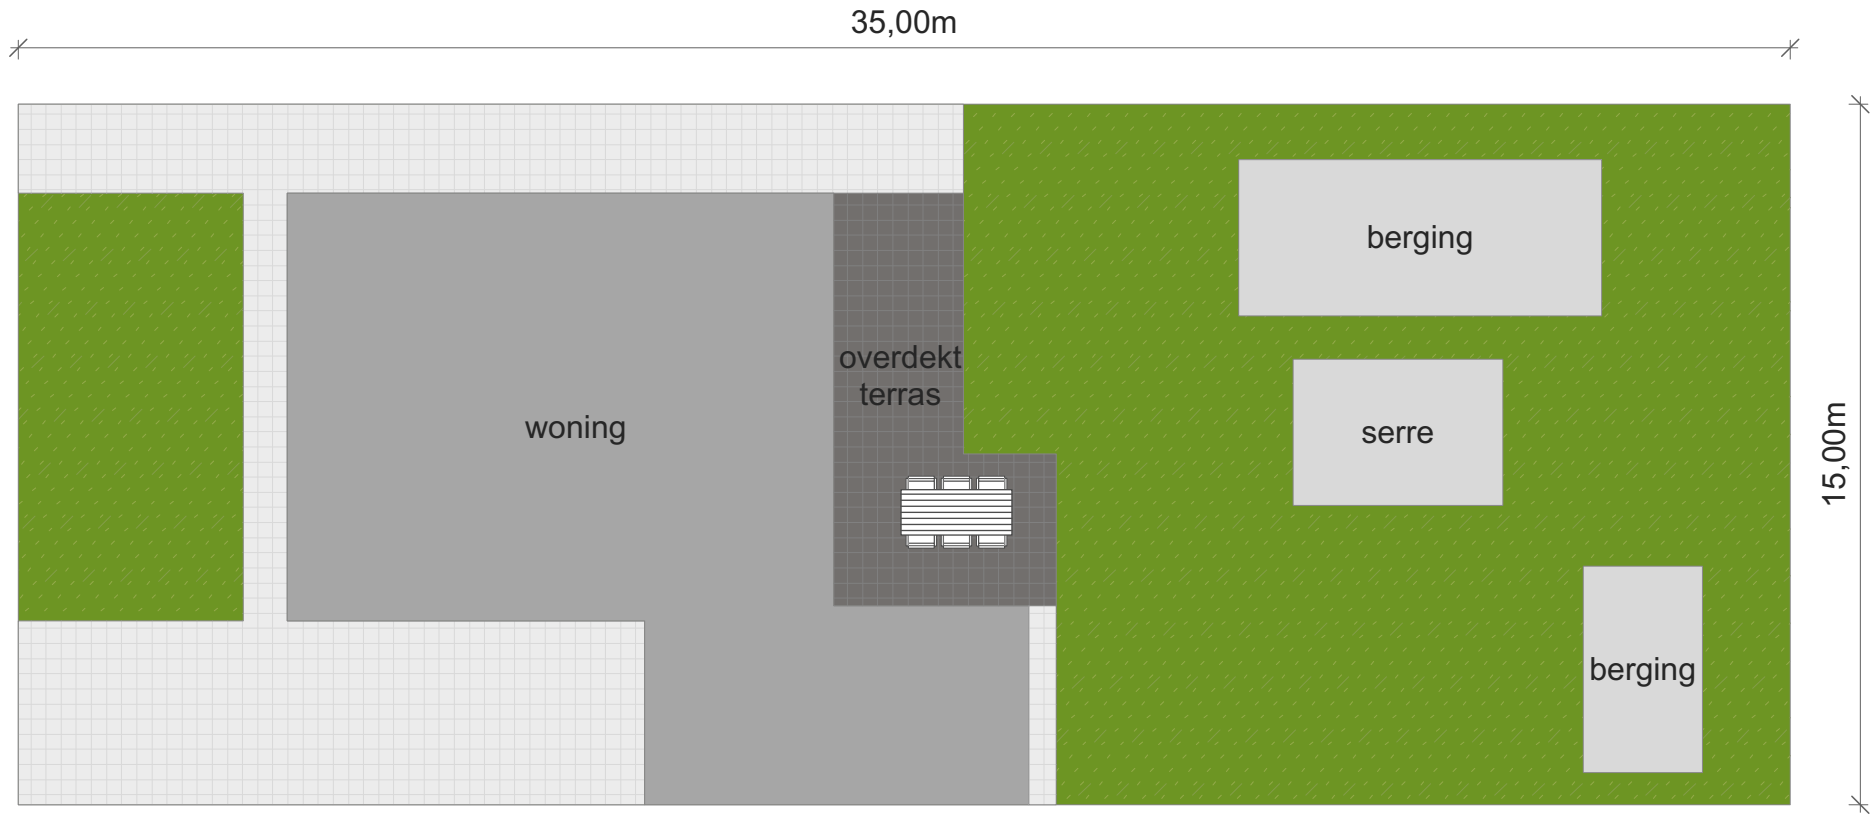 35,00m
berging
overdekt
terras
woning
serre
15,00m
berging